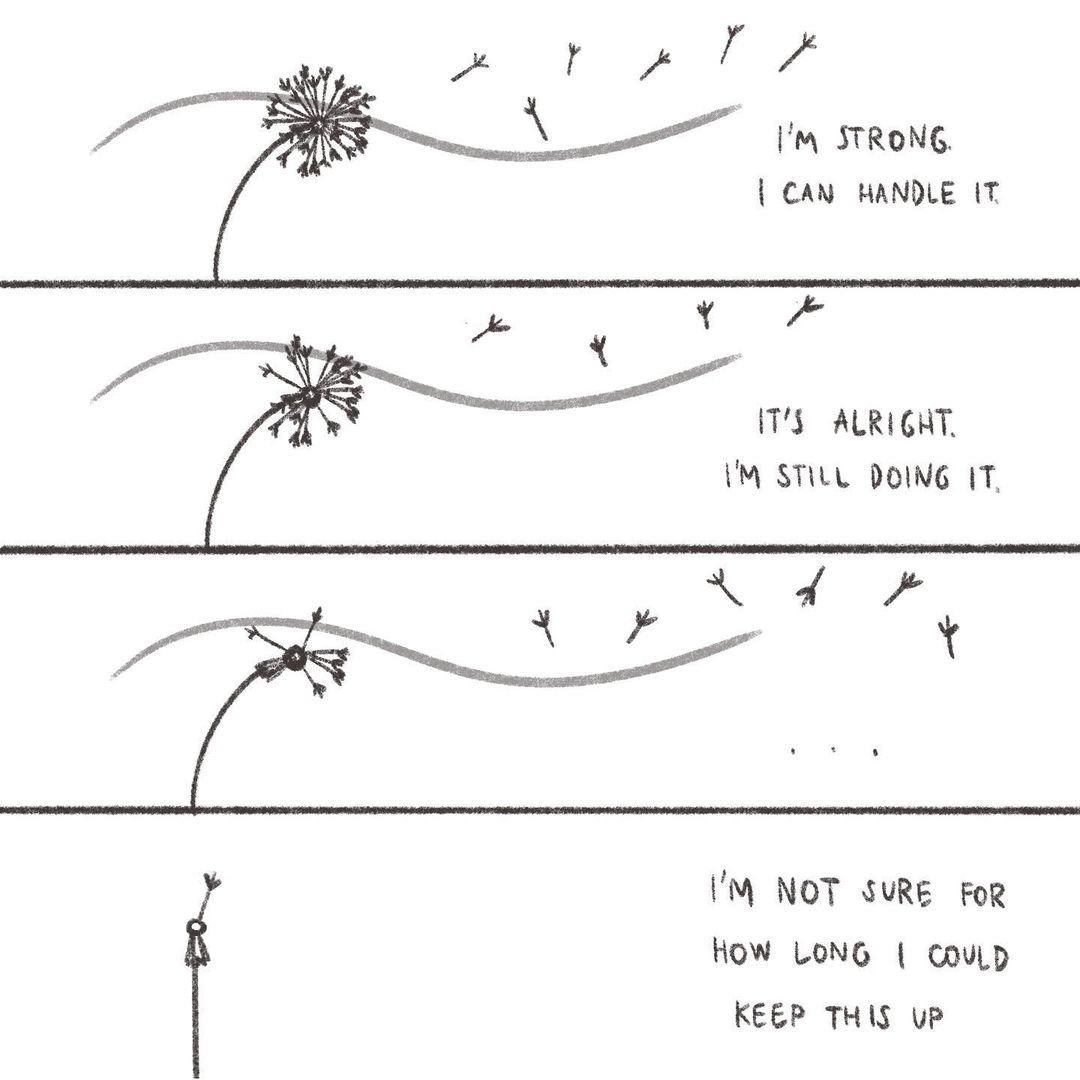 I'M STRONG.
I CAN HANDLE IT.
IT'S ALRIGHT.
I'M STILL DOING IT.
. . .
I'M NOT SURE FOR
HOW LONG I COULD
KEEP THIS UP